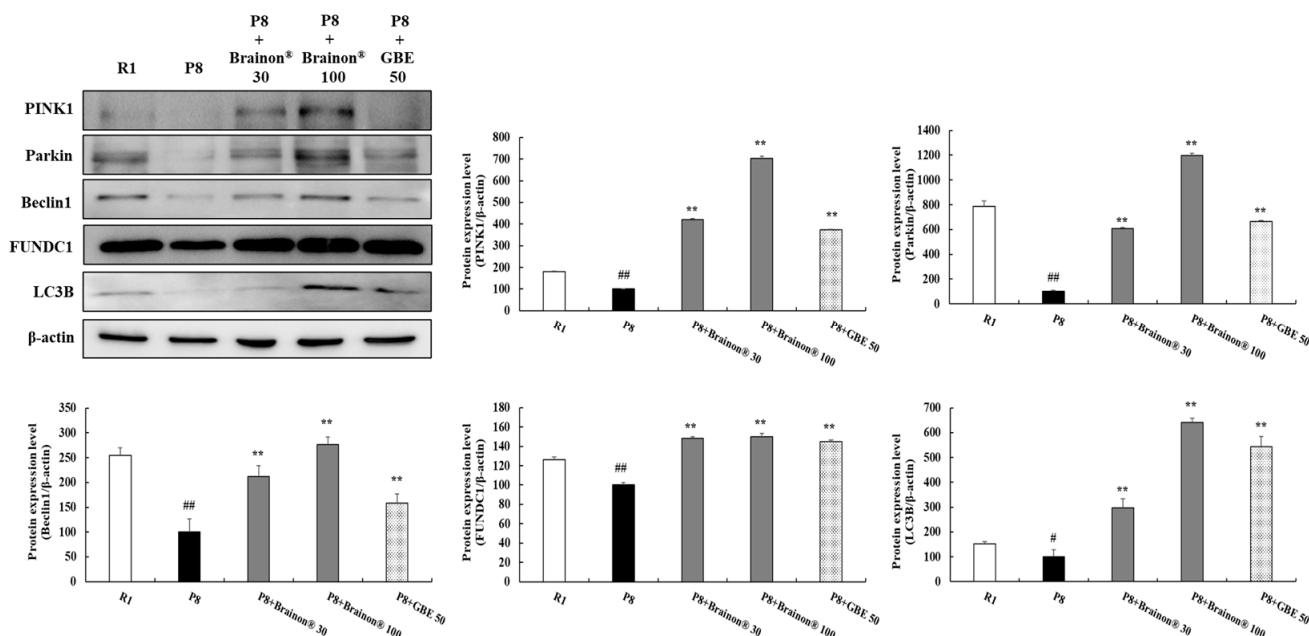 R1
P8
P8
+
Brainon®
30
P8
+
Brainon®
100
P8
+
GBE
50
PINK1
Parkin
Beclin1
FUNDC1
LC3B
β-actin
Protein expression level
(PINK1/β-actin)
800
700
600
500
400
300
200
100
0
##
**
**
**
R1
P8
P8+Brainon® 30
P8+Brainon® 100
P8+GBE 50
Protein expression level
(Parkin/β-actin)
1400
1200
1000
800
600
400
200
0
##
**
**
**
R1
P8
P8+Brainon® 30
P8+Brainon® 100
P8+GBE 50
Protein expression level
(Beclin1/β-actin)
350
300
250
200
150
100
50
0
##
**
**
**
R1
P8
P8+Brainon® 30
P8+Brainon® 100
P8+GBE 50
Protein expression level
(FUNDC1/β-actin)
180
160
140
120
100
80
60
40
20
0
##
**
**
**
R1
P8
P8+Brainon® 30
P8+Brainon® 100
P8+GBE 50
Protein expression level
(LC3B/β-actin)
700
600
500
400
300
200
100
0
#
**
**
**
R1
P8
P8+Brainon® 30
P8+Brainon® 100
P8+GBE 50